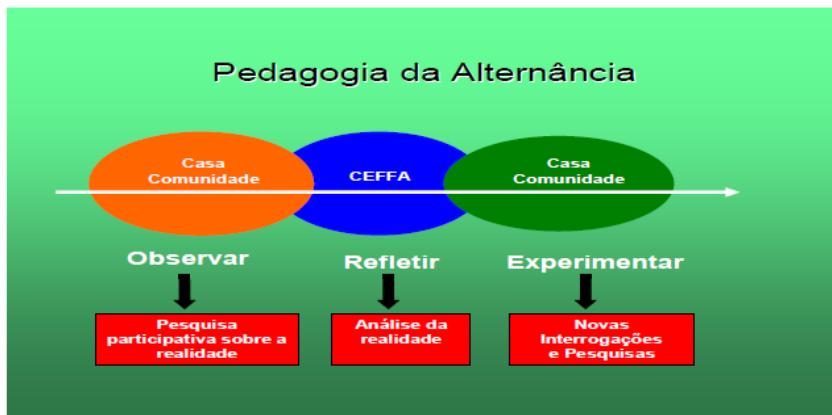 Pedagogia da Alternância
Casa
Comunidade
CEFFA
Casa
Comunidade
Observar
Refletir
Experimentar
Pesquisa
participativa sobre a
realidade
Análise da
realidade
Novas
Interrogações
e Pesquisas